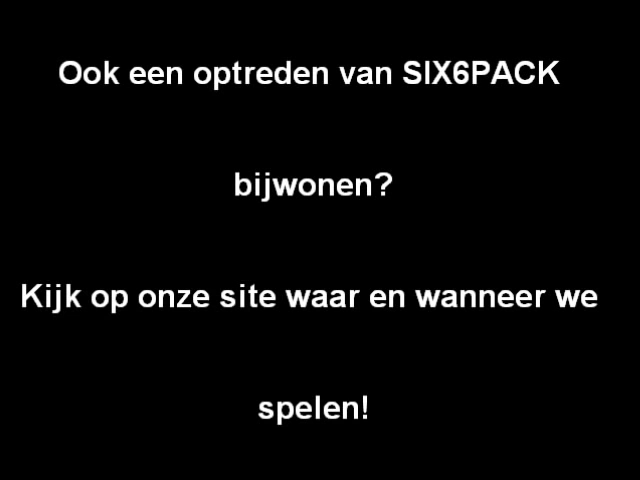 Ook een optreden van SIX6PACK
bijwonen?
Kijk op onze site waar en wanneer we
spelen!